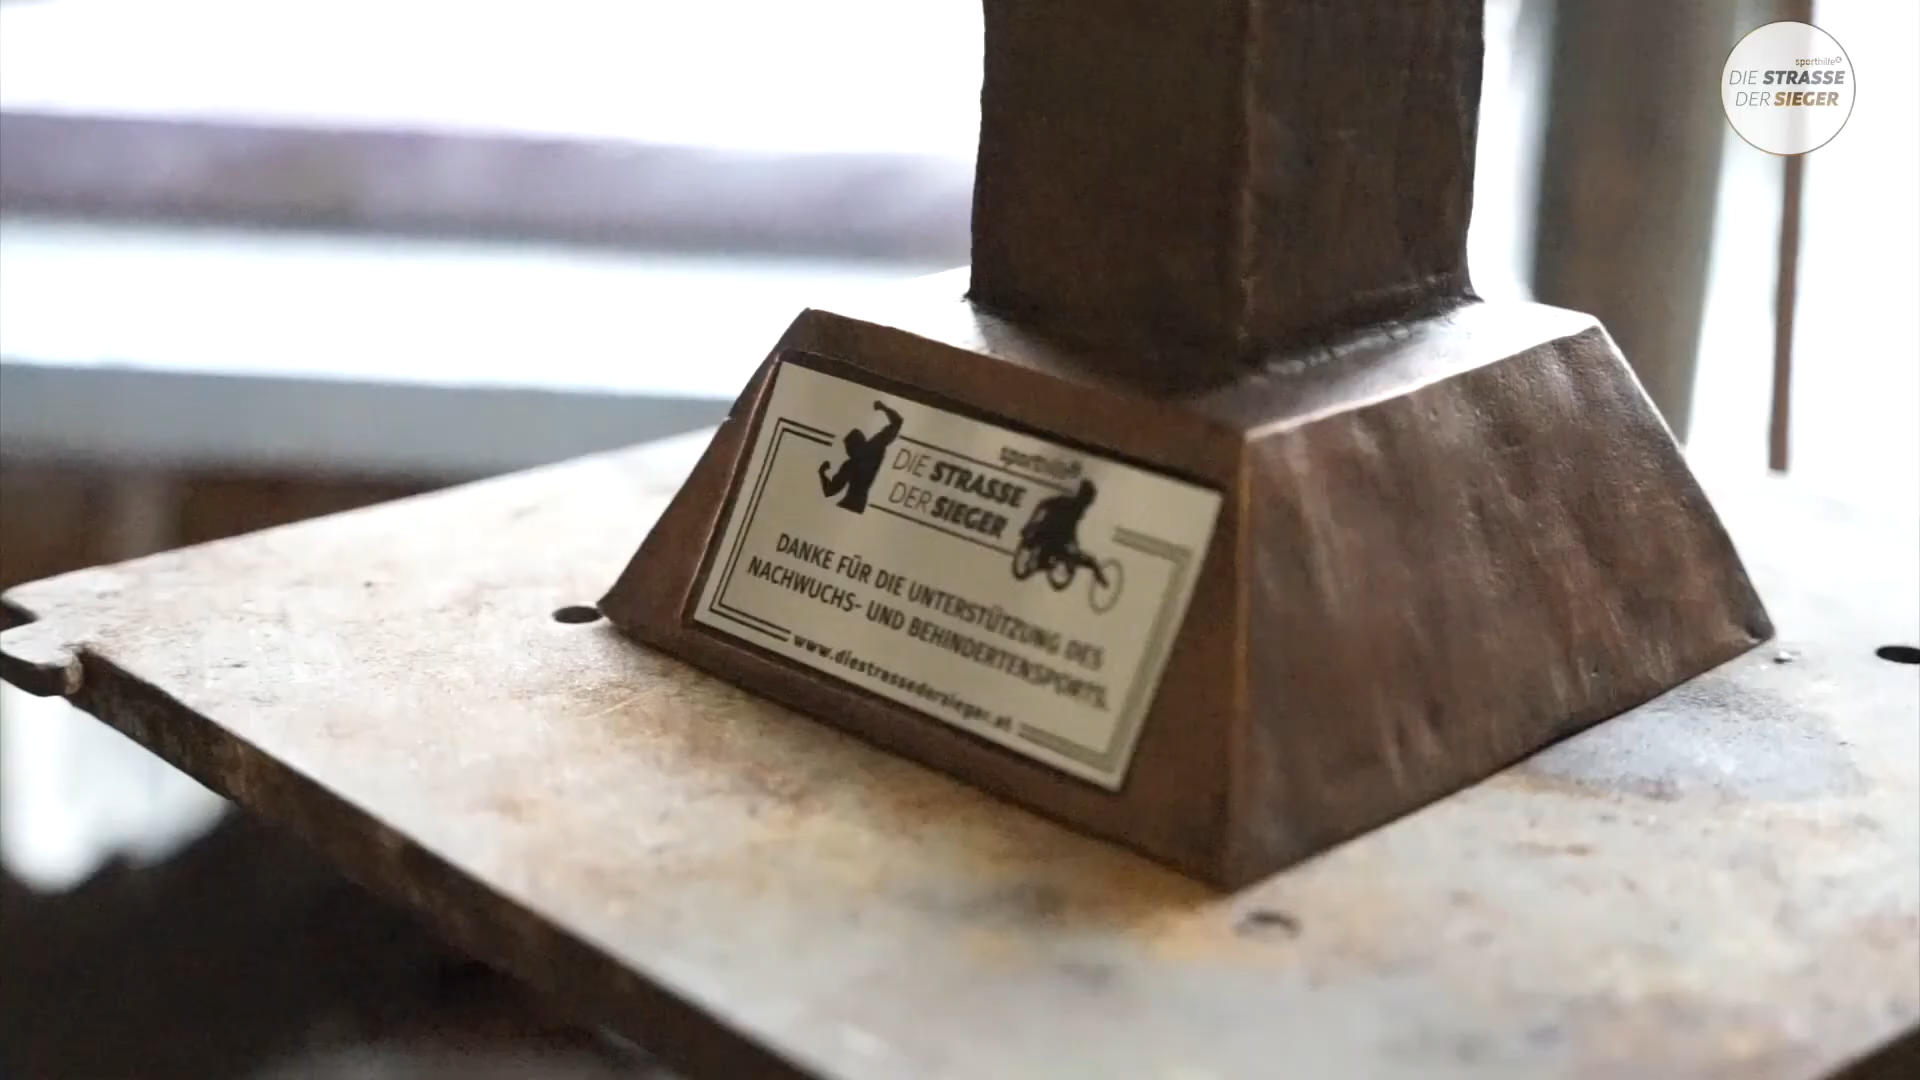 sporthilfe
DIE STRASSE
DER SIEGER
sporthilfe
DIE STRASSE
DER SIEGER
DANKE FÜR DIE UNTERSTÜTZUNG DES
NACHWUCHS- UND BEHINDERTENSPORTS.
www.diestrassedersieger.at